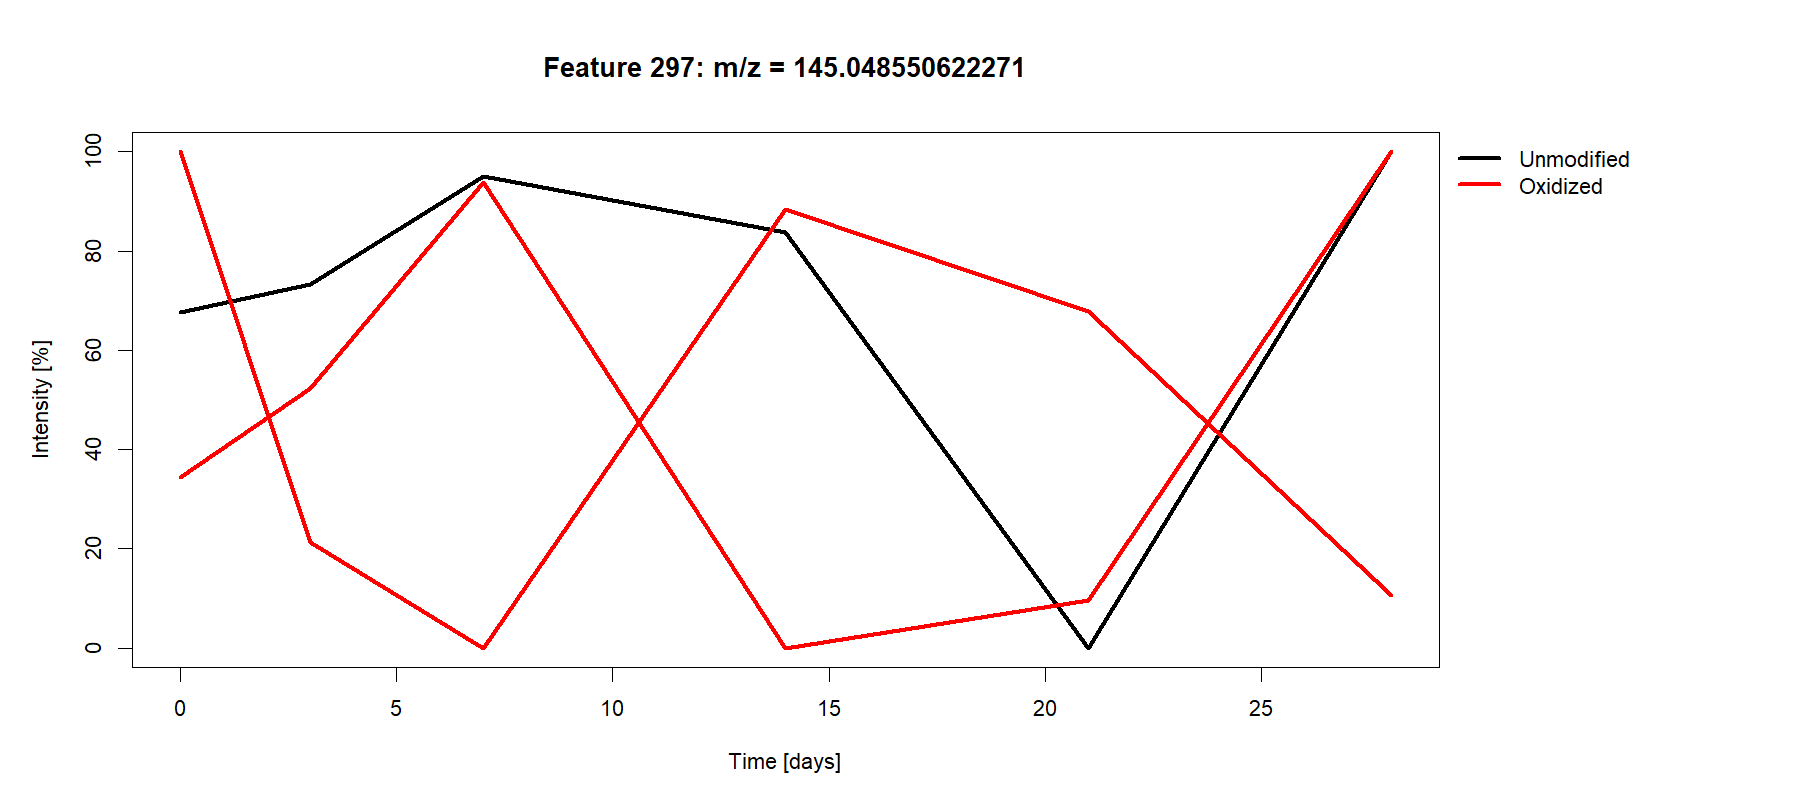 Feature 297: m/z = 145.048550622271
Unmodified
Oxidized
Intensity [%]
100
80
60
40
20
0
0 5 10 15 20 25
Time [days]